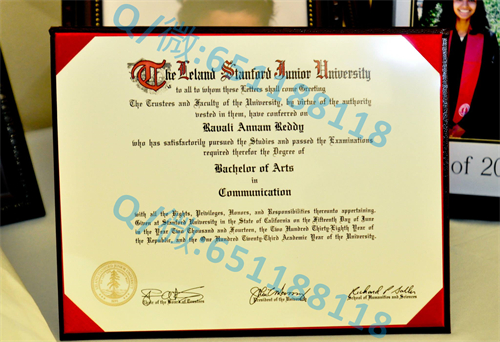 The Leland Stanford Junior University
to all to whom these Letters shall come Greeting
The Trustees and Faculty of the University, by virtue of the authority
vested in them, have conferred on
Ravali Annam Reddy
who has satisfactorily pursued the Studies and passed the Examinations
required therefor the Degree of
Bachelor of Arts
in
Communication
with all the Rights, Privileges, Honors, and Responsibilities thereunto appertaining.
Given at Stanford University in the State of California on the Fifteenth Day of June
in the Year Two Thousand and Fourteen, the Two Hundred Thirty-Eighth Year of
the Republic, and the One Hundred Twenty-Third Academic Year of the University.
Chair of the Board of Trustees
President of the University
School of Humanities and Sciences
of 20
Q/微:651188118
Q/微:651188118